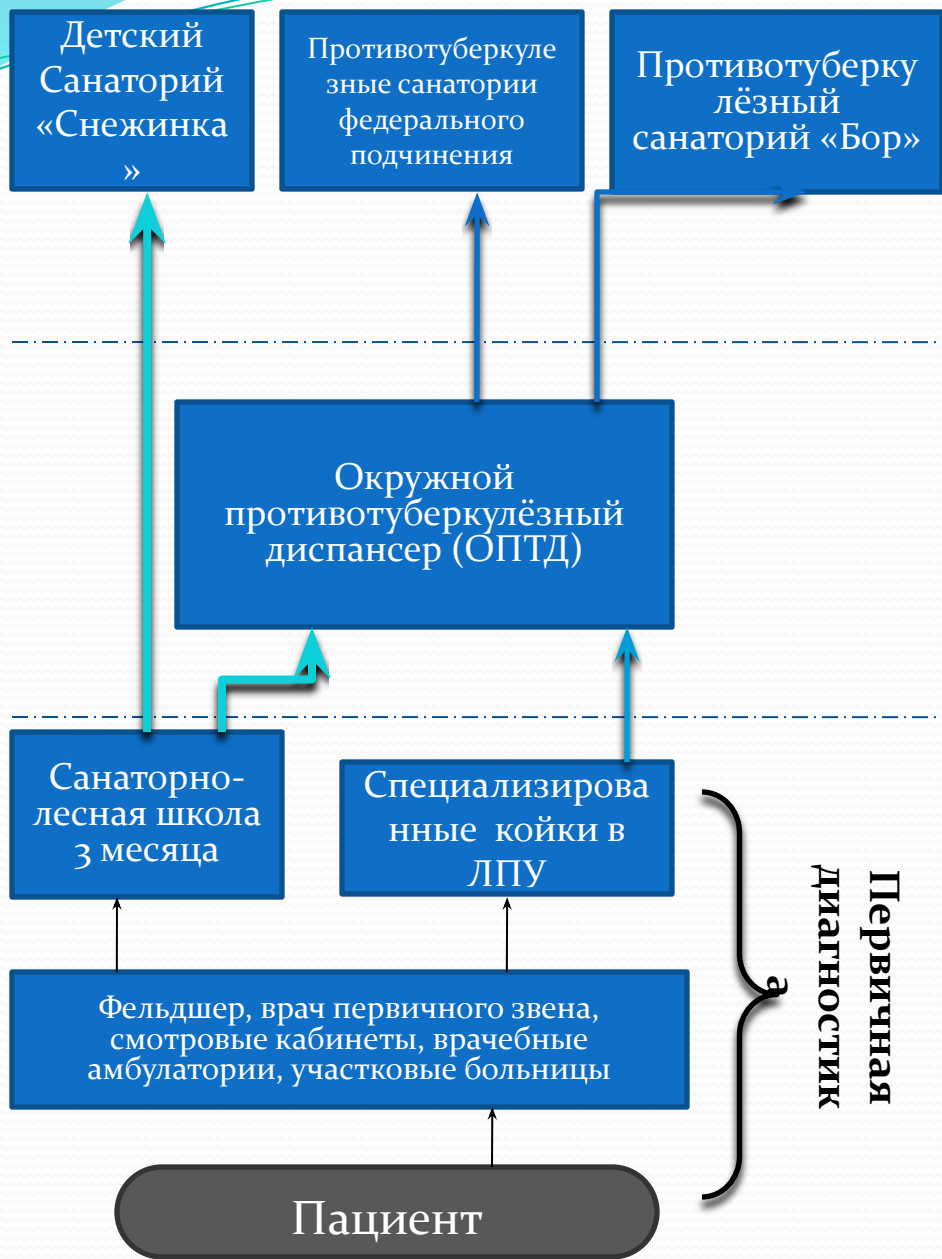 Детский
Санаторий
«Снежинка
»
Противотуберкуле
зные санатории
федерального
подчинения
Противотуберку
лёзный
санаторий «Бор»
Окружной
противотуберкулёзный
диспансер (ОПТД)
Санаторно-
лесная школа
3 месяца
Специализирова
нные койки в
ЛПУ
Первичная
диагностик
а
Фельдшер, врач первичного звена,
смотровые кабинеты, врачебные
амбулатории, участковые больницы
Пациент